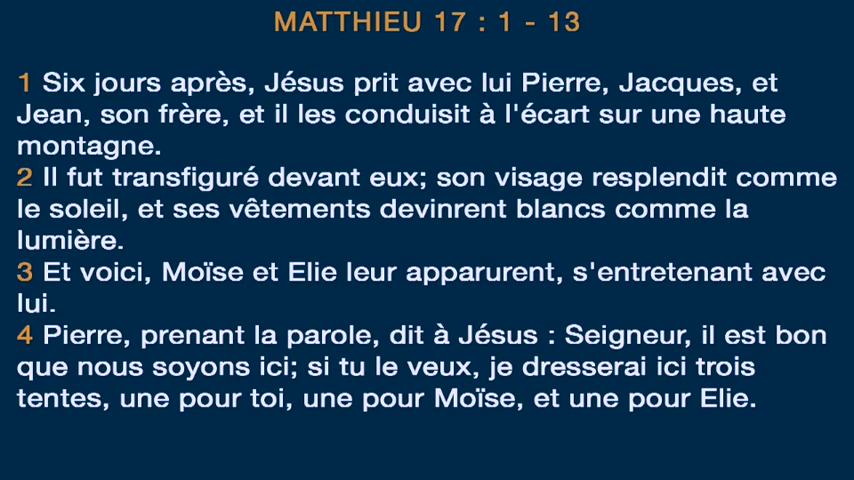 MATTHIEU 17 : 1 - 13
1 Six jours après, Jésus prit avec lui Pierre, Jacques, et
Jean, son frère, et il les conduisit à l'écart sur une haute
montagne.
2 Il fut transfiguré devant eux; son visage resplendit comme
le soleil, et ses vêtements devinrent blancs comme la
lumière.
3 Et voici, Moïse et Elie leur apparurent, s'entretenant avec
lui.
4 Pierre, prenant la parole, dit à Jésus : Seigneur, il est bon
que nous soyons ici; si tu le veux, je dresserai ici trois
tentes, une pour toi, une pour Moïse, et une pour Elie.